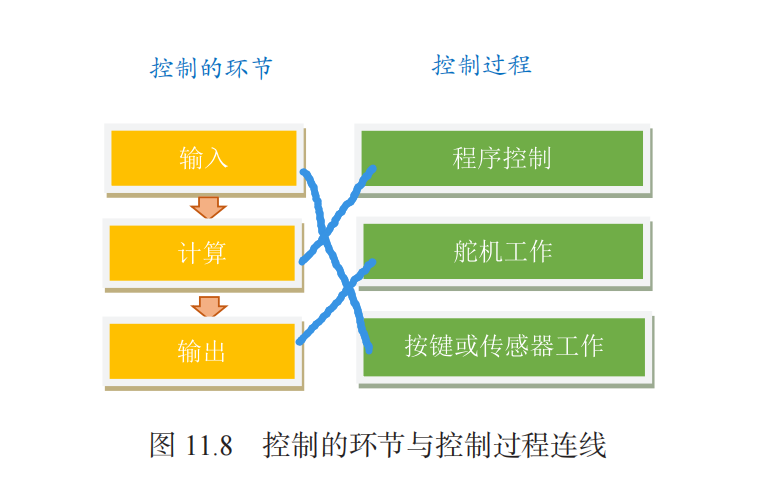 控制的环节
控制过程
输入
程序控制
计算
舵机工作
输出
按键或传感器工作
图 11.8 控制的环节与控制过程连线